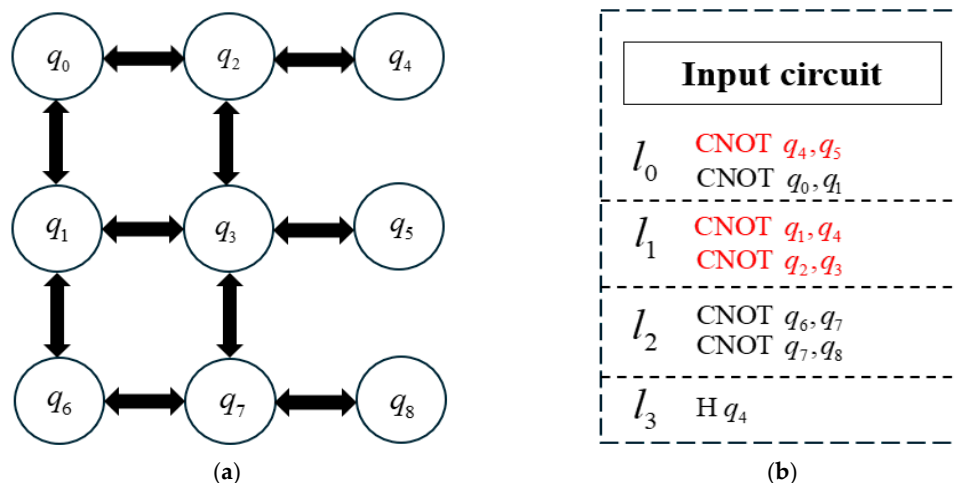 q₀ q₂ q₄
q₁ q₃ q₅
q₆ q₇ q₈
(a)
Input circuit
l₀
CNOT q₄,q₅
CNOT q₀,q₁
l₁
CNOT q₁,q₄
CNOT q₂,q₃
l₂
CNOT q₆,q₇
CNOT q₇,q₈
l₃ H q₄
(b)